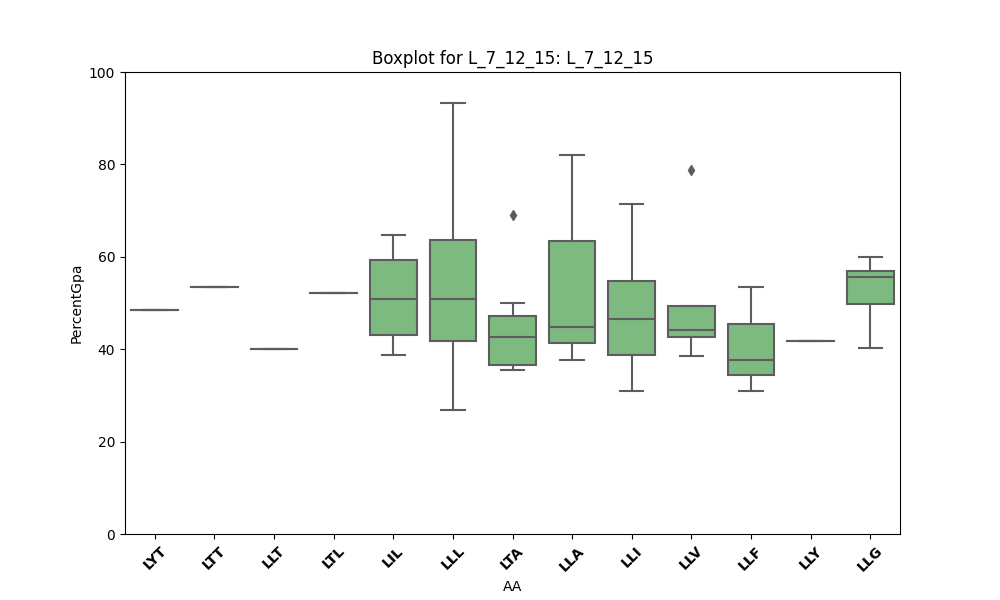 Boxplot for L_7_12_15: L_7_12_15
100
80
60
40
20
0
PercentGpa
LYT
LTT
LLT
LTL
LIL
LLL
LTA
LLA
LLI
LLV
LLF
LLY
LLG
AA